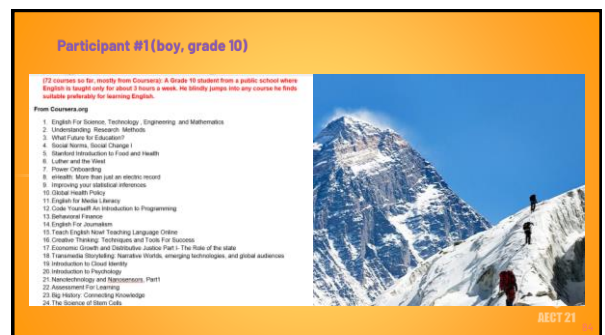 Participant #1 (boy, grade 10)
(72 courses so far, mostly from Coursera): A Grade 10 student from a public school where
English is taught only for about 3 hours a week. He blindly jumps into any course he finds
suitable preferably for learning English.
From Coursera.org
1. English For Science, Technology , Engineering and Mathematics
2. Understanding Research Methods
3. What Future for Education?
4. Social Norms, Social Change I
5. Stanford Introduction to Food and Health
6. Luther and the West
7. Power Onboarding
8. eHealth: More than just an electric record
9. Improving your statistical inferences
10. Global Health Policy
11. English for Media Literacy
12. Code Yourself! An Introduction to Programming
13. Behavioral Finance
14. English For Journalism
15. Teach English Now! Teaching Language Online
16. Creative Thinking: Techniques and Tools For Success
17. Economic Growth and Distributive Justice Part I- The Role of the state
18. Transmedia Storytelling: Narrative Worlds, emerging technologies, and global audiences
19. Introduction to Cloud Identity
20. Introduction to Psychology
21. Nanotechnology and Nanosensors, Part1
22. Assessment For Learning
23. Big History: Connecting Knowledge
24. The Science of Stem Cells
AECT 21